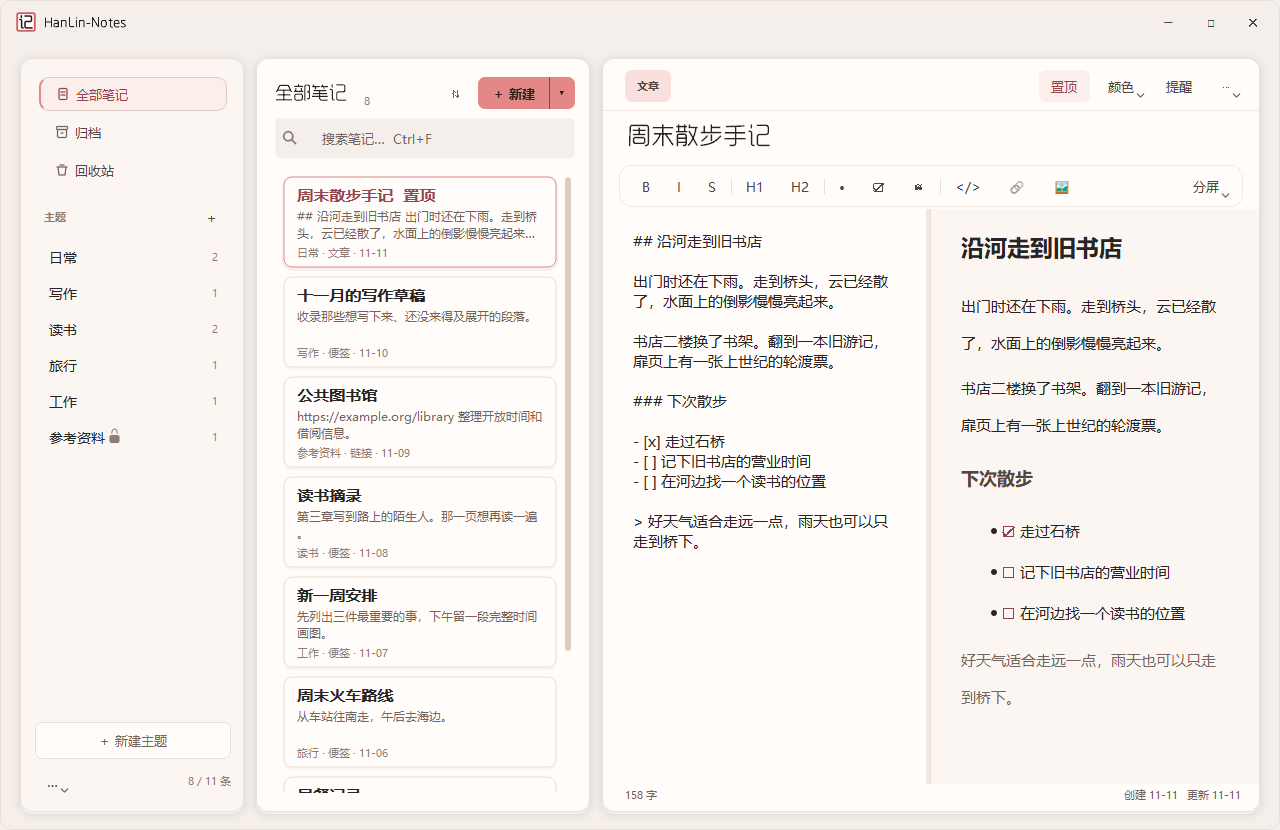 记 HanLin-Notes
全部笔记
归档
回收站
主题 +
日常 2
写作 1
读书 2
旅行 1
工作 1
参考资料 1
+ 新建主题
... 8 / 11 条
全部笔记 8
+ 新建
搜索笔记... Ctrl+F
周末散步手记 置顶
## 沿河走到旧书店 出门时还在下雨。走到桥
头，云已经散了，水面上的倒影慢慢亮起来...
日常 · 文章 · 11-11
十一月的写作草稿
收录那些想写下来、还没来得及展开的段落。
写作 · 便签 · 11-10
公共图书馆
https://example.org/library 整理开放时间和
借阅信息。
参考资料 · 链接 · 11-09
读书摘录
第三章写到路上的陌生人。那一页想再读一遍
。
读书 · 便签 · 11-08
新一周安排
先列出三件最重要的事，下午留一段完整时间
画图。
工作 · 便签 · 11-07
周末火车路线
从车站往南走，午后去海边。
旅行 · 便签 · 11-06
文章
置顶 颜色 提醒 ...
周末散步手记
B I S H1 H2 • </> 分屏
## 沿河走到旧书店
出门时还在下雨。走到桥头，云已经散
了，水面上的倒影慢慢亮起来。
书店二楼换了书架。翻到一本旧游记，
扉页上有一张上世纪的轮渡票。
### 下次散步
- [x] 走过石桥
- [ ] 记下旧书店的营业时间
- [ ] 在河边找一个读书的位置
> 好天气适合走远一点，雨天也可以只
走到桥下。
沿河走到旧书店
出门时还在下雨。走到桥头，云已经散
了，水面上的倒影慢慢亮起来。
书店二楼换了书架。翻到一本旧游记，
扉页上有一张上世纪的轮渡票。
下次散步
• ☑ 走过石桥
• ☐ 记下旧书店的营业时间
• ☐ 在河边找一个读书的位置
好天气适合走远一点，雨天也可以只走
到桥下。
158 字
创建 11-11 更新 11-11